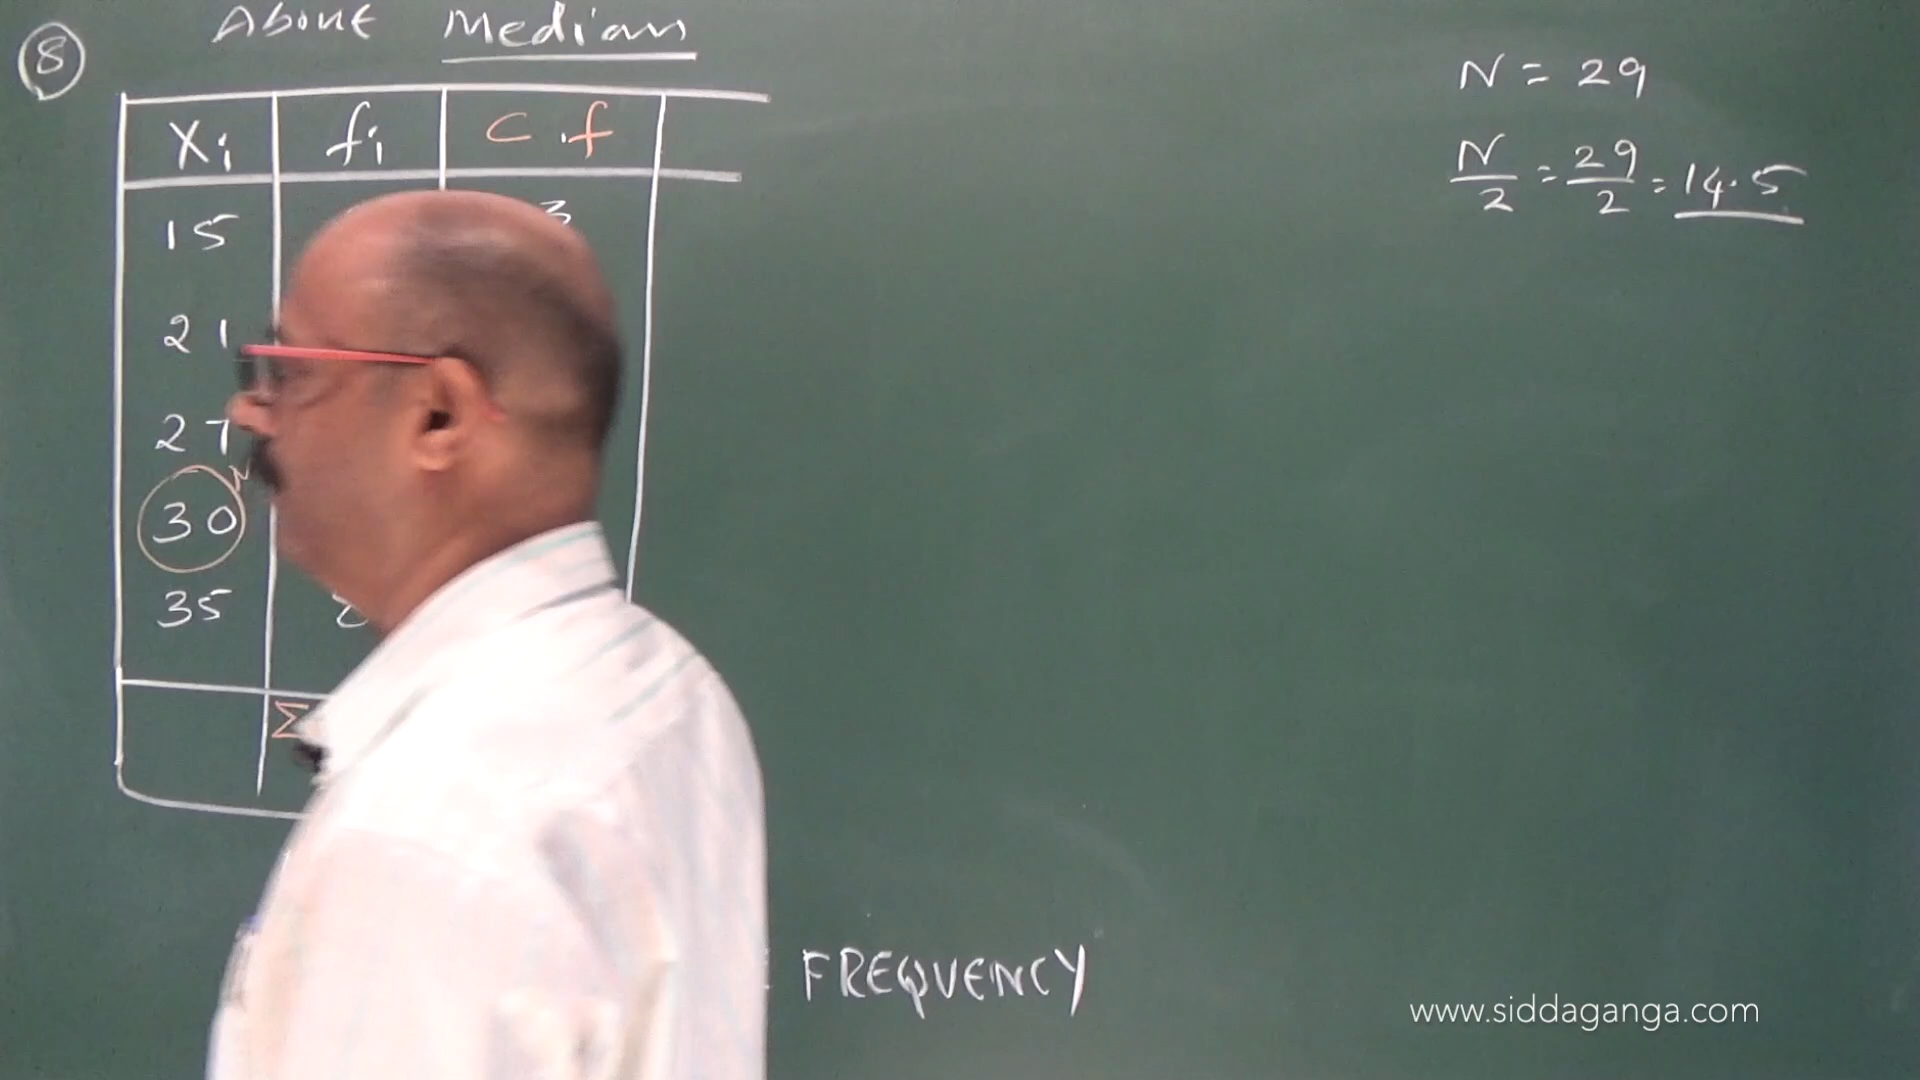 8 About Median
Xi fi C.f
15 3
21
27
30
35
Σ
N = 29
N/2 = 29/2 = 14.5
FREQUENCY
www.siddaganga.com